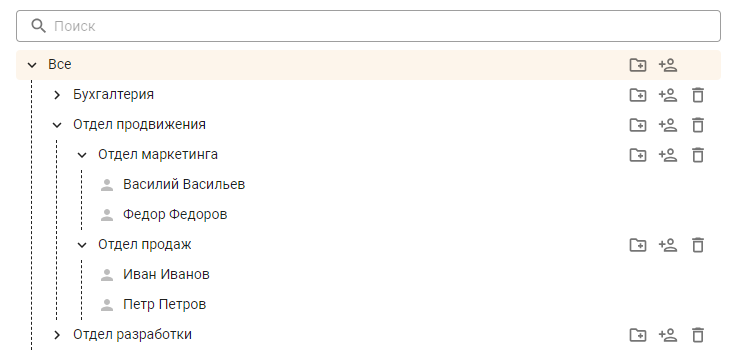 Поиск
Все
Бухгалтерия
Отдел продвижения
Отдел маркетинга
Василий Васильев
Федор Федоров
Отдел продаж
Иван Иванов
Петр Петров
Отдел разработки